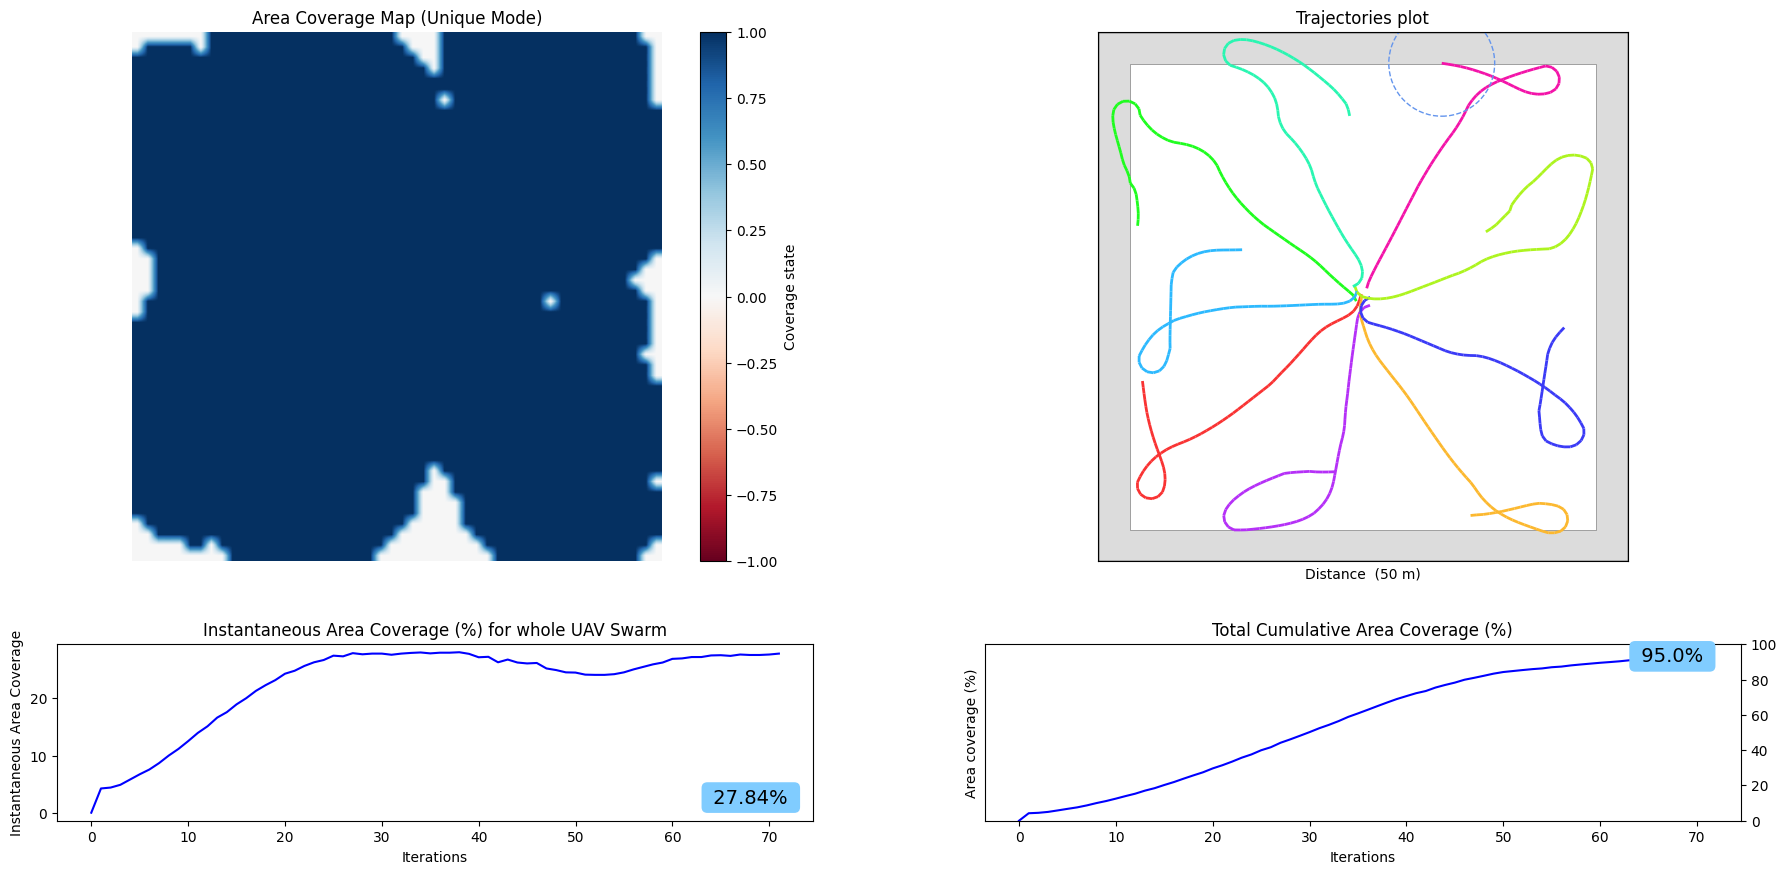 Area Coverage Map (Unique Mode)
1.00
0.75
0.50
0.25
0.00
−0.25
−0.50
−0.75
−1.00
Coverage state
Trajectories plot
Distance  (50 m)
Instantaneous Area Coverage (%) for whole UAV Swarm
Instantaneous Area Coverage
20
10
0
27.84%
0 10 20 30 40 50 60 70
Iterations
Total Cumulative Area Coverage (%)
Area coverage (%)
95.0%
100
80
60
40
20
0
0 10 20 30 40 50 60 70
Iterations